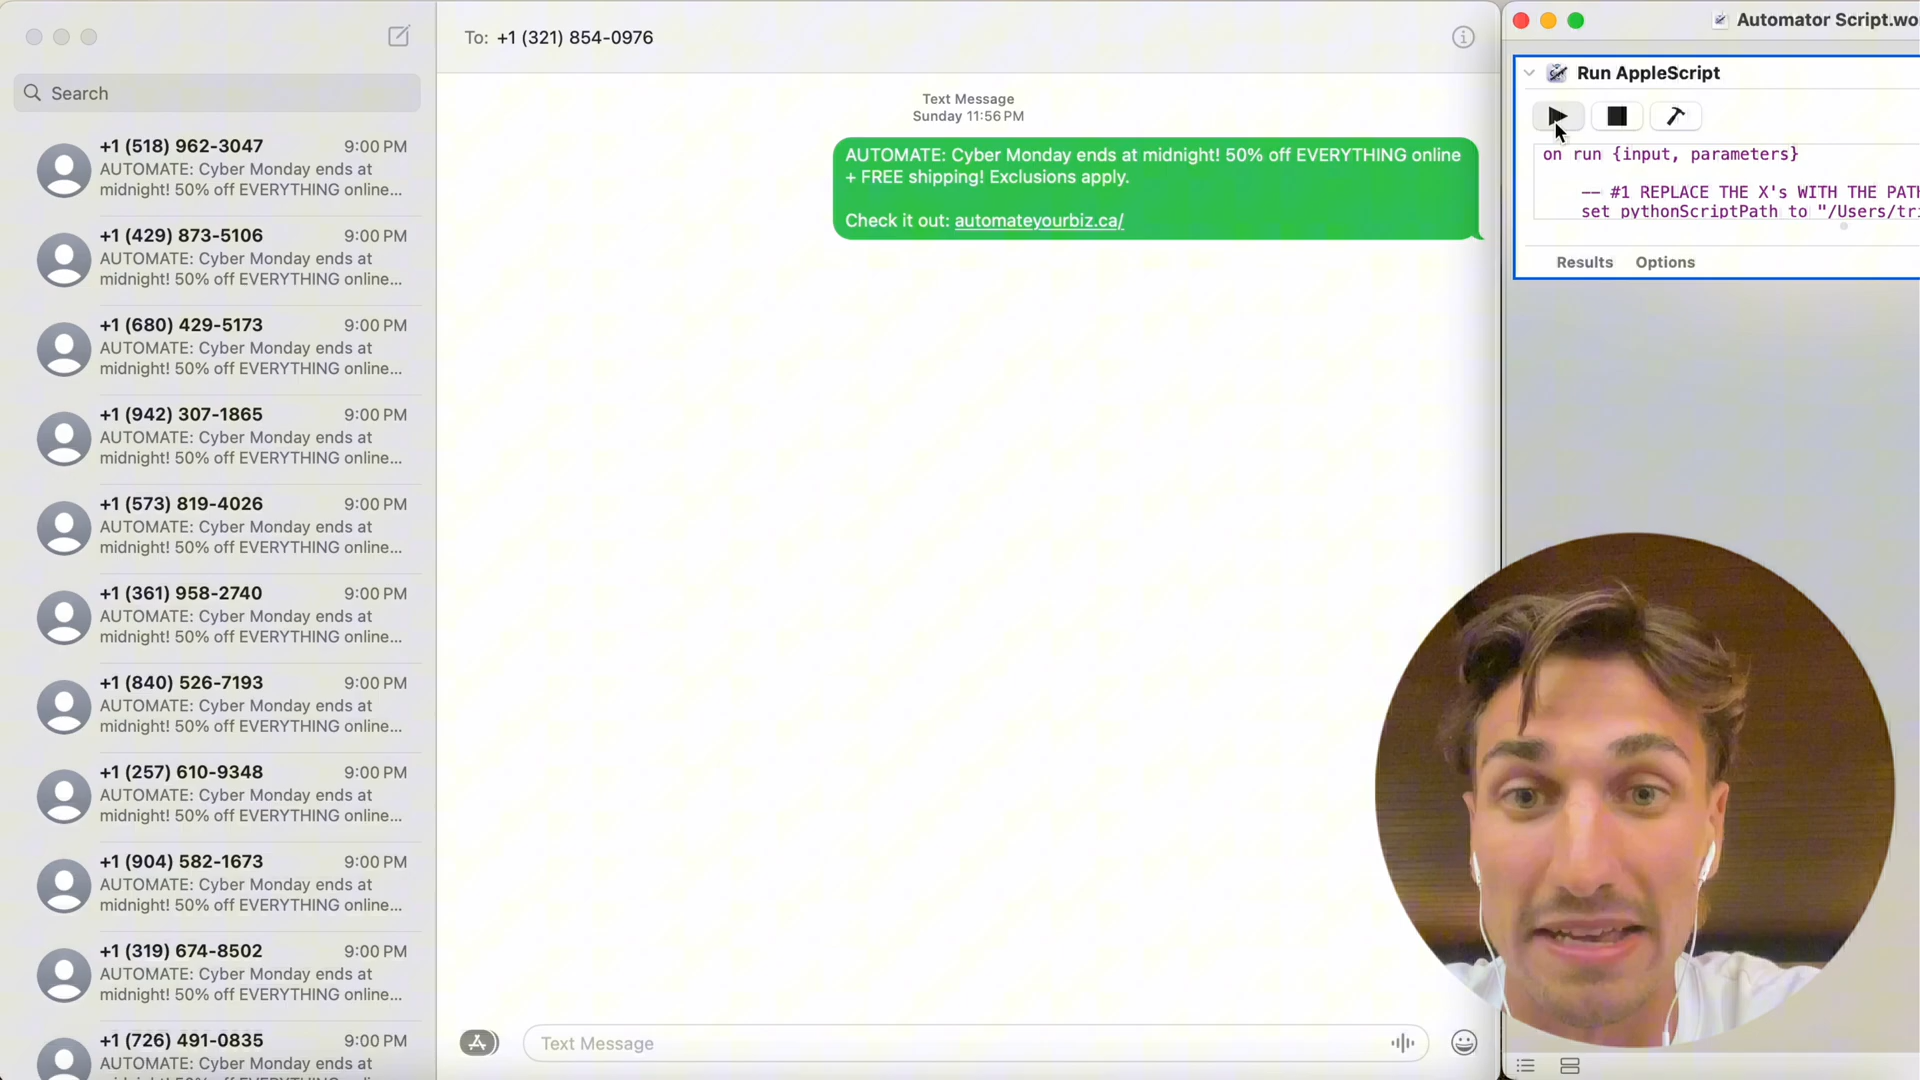 Search
+1 (518) 962-3047 9:00 PM
AUTOMATE: Cyber Monday ends at
midnight! 50% off EVERYTHING online...
+1 (429) 873-5106 9:00 PM
AUTOMATE: Cyber Monday ends at
midnight! 50% off EVERYTHING online...
+1 (680) 429-5173 9:00 PM
AUTOMATE: Cyber Monday ends at
midnight! 50% off EVERYTHING online...
+1 (942) 307-1865 9:00 PM
AUTOMATE: Cyber Monday ends at
midnight! 50% off EVERYTHING online...
+1 (573) 819-4026 9:00 PM
AUTOMATE: Cyber Monday ends at
midnight! 50% off EVERYTHING online...
+1 (361) 958-2740 9:00 PM
AUTOMATE: Cyber Monday ends at
midnight! 50% off EVERYTHING online...
+1 (840) 526-7193 9:00 PM
AUTOMATE: Cyber Monday ends at
midnight! 50% off EVERYTHING online...
+1 (257) 610-9348 9:00 PM
AUTOMATE: Cyber Monday ends at
midnight! 50% off EVERYTHING online...
+1 (904) 582-1673 9:00 PM
AUTOMATE: Cyber Monday ends at
midnight! 50% off EVERYTHING online...
+1 (319) 674-8502 9:00 PM
AUTOMATE: Cyber Monday ends at
midnight! 50% off EVERYTHING online...
+1 (726) 491-0835 9:00 PM
AUTOMATE: Cyber Monday ends at
To: +1 (321) 854-0976
Text Message
Sunday 11:56 PM
AUTOMATE: Cyber Monday ends at midnight! 50% off EVERYTHING online
+ FREE shipping! Exclusions apply.
Check it out: automateyourbiz.ca/
Text Message
Automator Script.wo
Run AppleScript
on run {input, parameters}
-- #1 REPLACE THE X's WITH THE PATH
set pythonScriptPath to "/Users/tri
Results Options